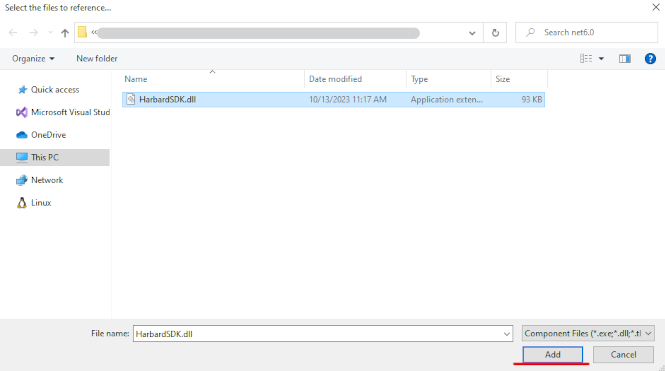 Select the files to reference...
Search net6.0
Organize
New folder
Name
Date modified
Type
Size
Quick access
HarbardSDK.dll
10/13/2023 11:17 AM
Application exten...
93 KB
Microsoft Visual Stud
OneDrive
This PC
Network
Linux
File name:
HarbardSDK.dll
Component Files (*.exe;*.dll;*.tl
Add
Cancel